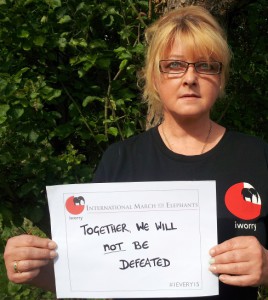 INTERNATIONAL MARCH FOR ELEPHANTS
iworry
TOGETHER WE WILL
NOT BE
DEFEATED
#IEVERY15
iworry